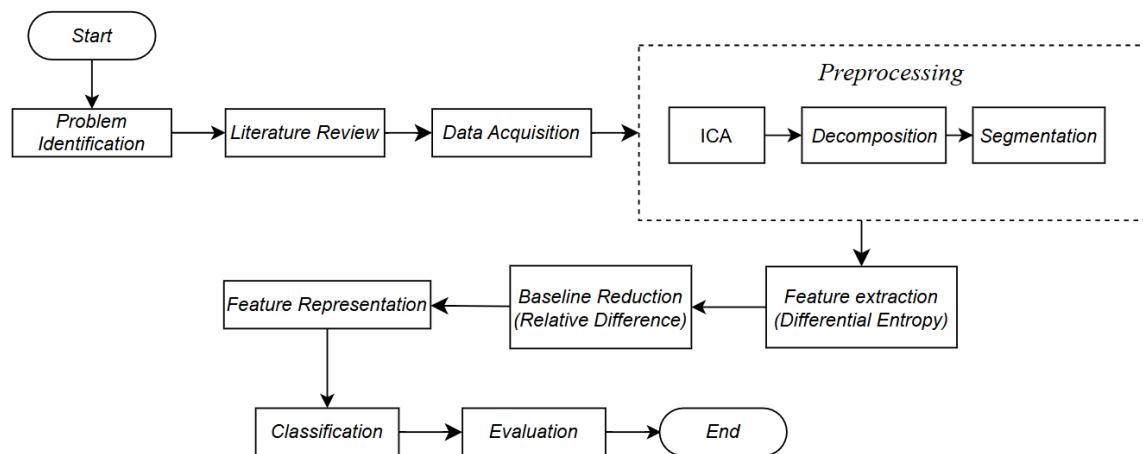 Start
Problem
Identification
Literature Review
Data Acquisition
Preprocessing
ICA
Decomposition
Segmentation
Feature extraction
(Differential Entropy)
Baseline Reduction
(Relative Difference)
Feature Representation
Classification
Evaluation
End